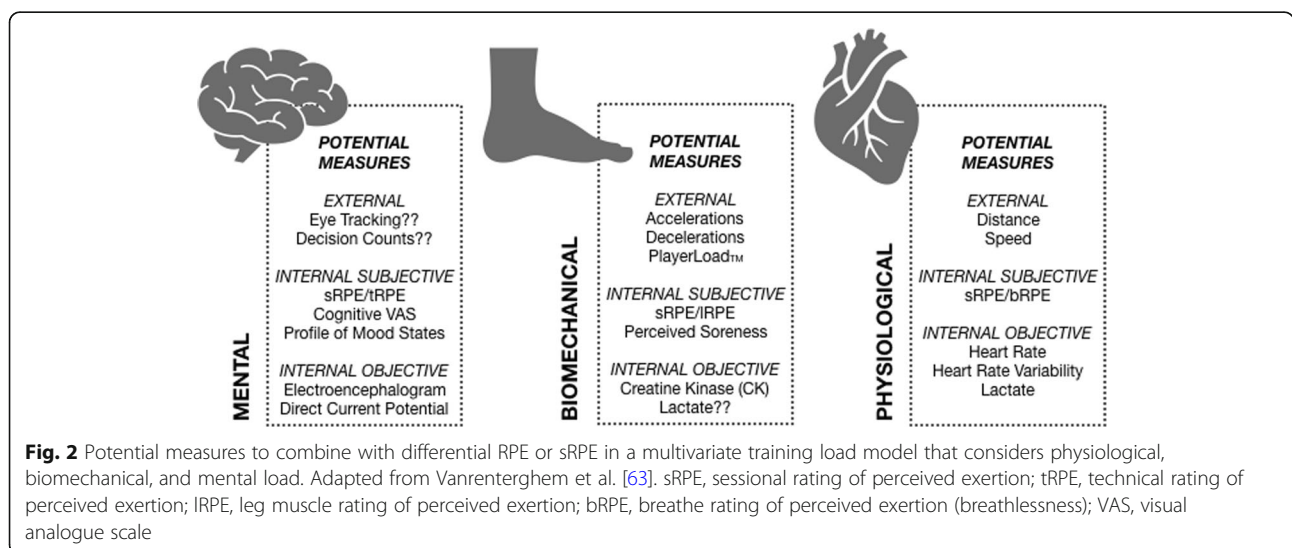 MENTAL
POTENTIAL
MEASURES
EXTERNAL
Eye Tracking??
Decision Counts??
INTERNAL SUBJECTIVE
sRPE/tRPE
Cognitive VAS
Profile of Mood States
INTERNAL OBJECTIVE
Electroencephalogram
Direct Current Potential
BIOMECHANICAL
POTENTIAL
MEASURES
EXTERNAL
Accelerations
Decelerations
PlayerLoad™
INTERNAL SUBJECTIVE
sRPE/lRPE
Perceived Soreness
INTERNAL OBJECTIVE
Creatine Kinase (CK)
Lactate??
PHYSIOLOGICAL
POTENTIAL
MEASURES
EXTERNAL
Distance
Speed
INTERNAL SUBJECTIVE
sRPE/bRPE
INTERNAL OBJECTIVE
Heart Rate
Heart Rate Variability
Lactate
Fig. 2 Potential measures to combine with differential RPE or sRPE in a multivariate training load model that considers physiological,
biomechanical, and mental load. Adapted from Vanrenterghem et al. [63]. sRPE, sessional rating of perceived exertion; tRPE, technical rating of
perceived exertion; lRPE, leg muscle rating of perceived exertion; bRPE, breathe rating of perceived exertion (breathlessness); VAS, visual
analogue scale